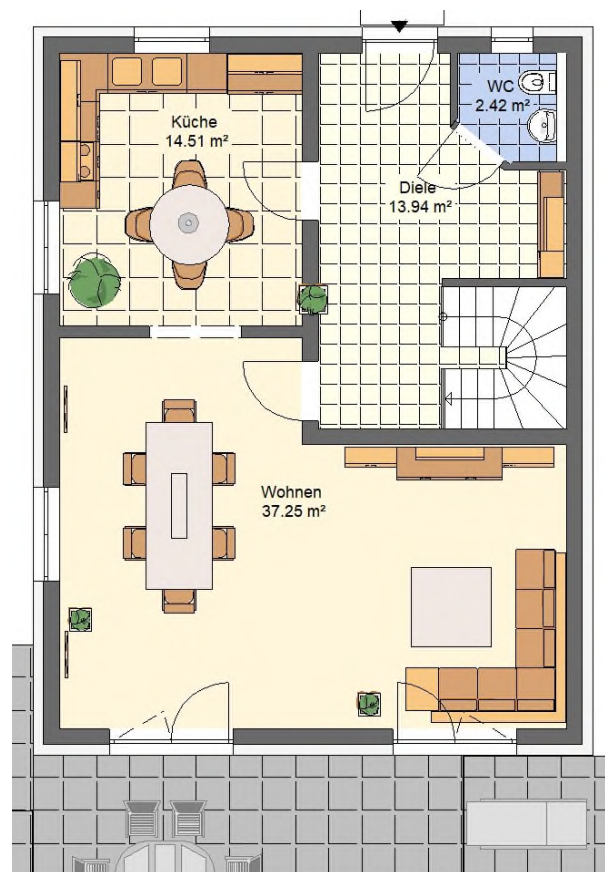 WC
2.42 m²
Küche
14.51 m²
Diele
13.94 m²
Wohnen
37.25 m²